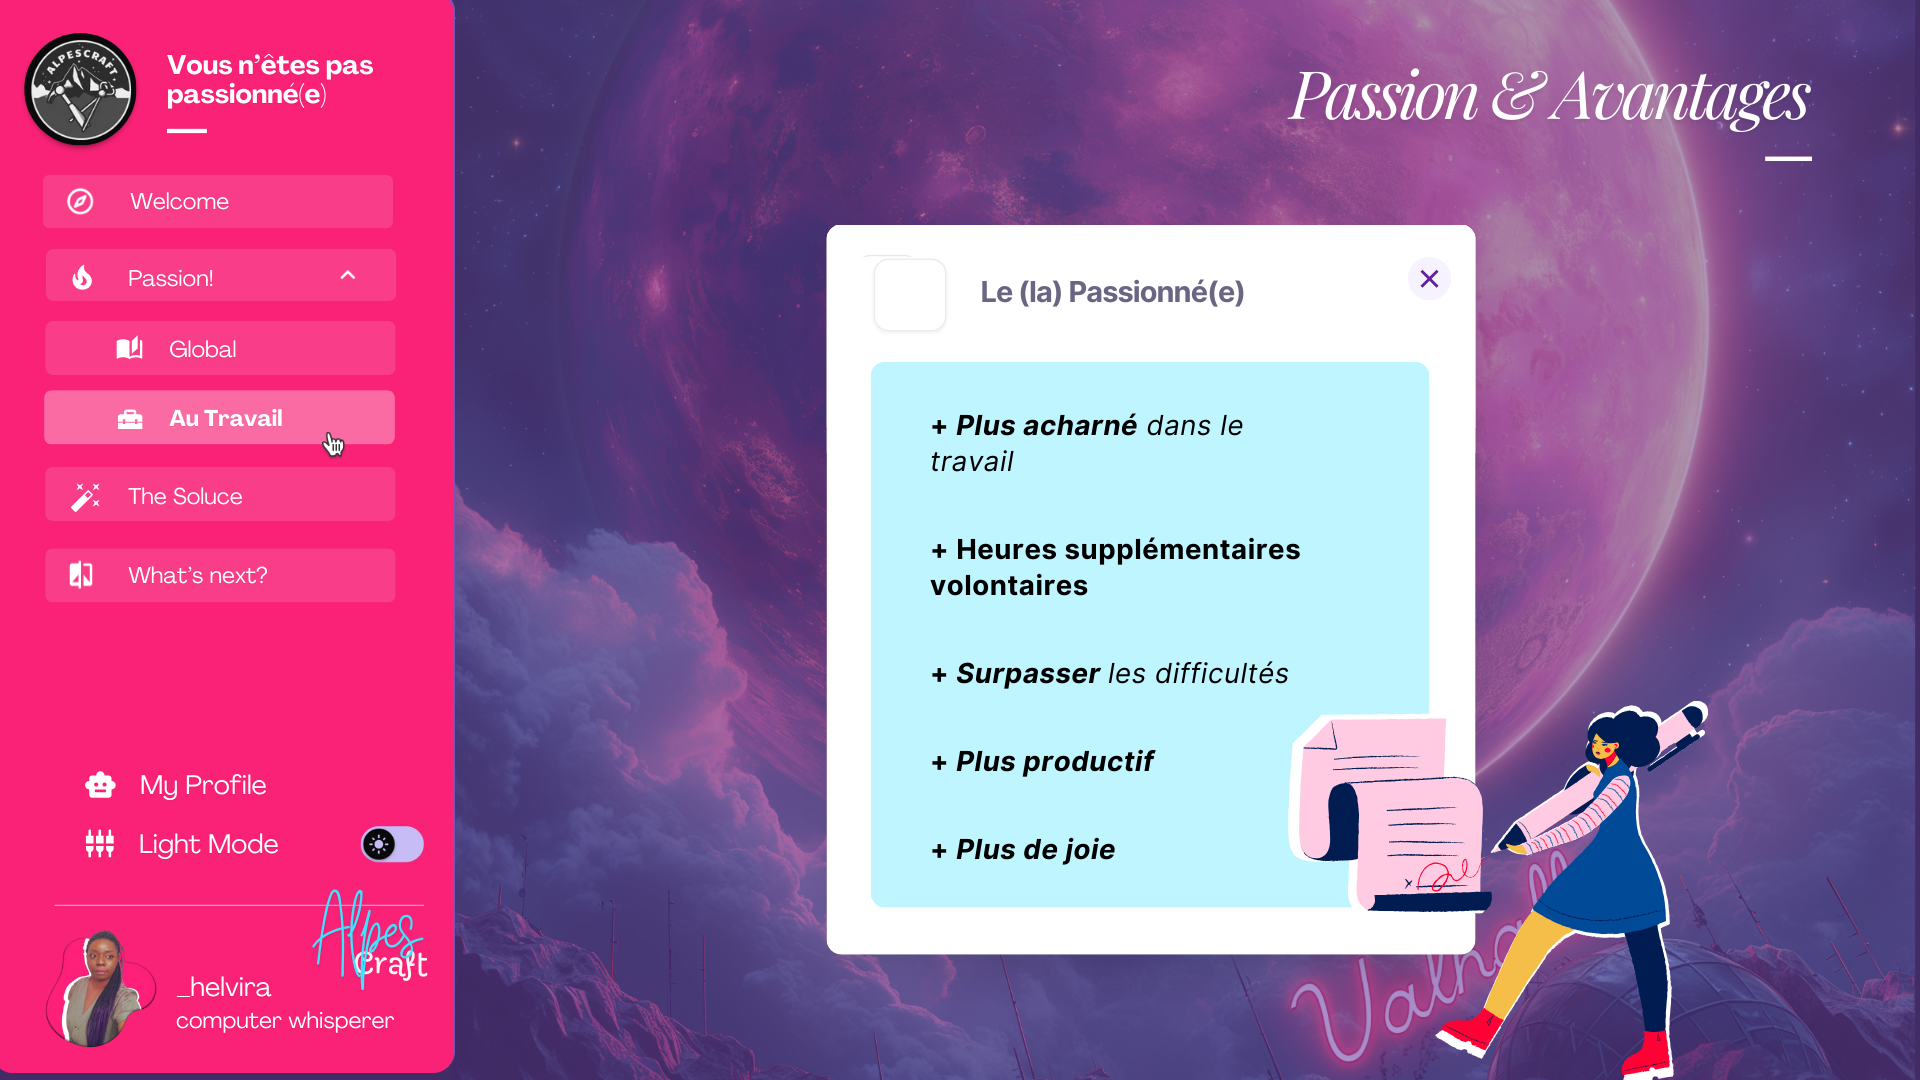 ALPESCRAFT
Vous n'êtes pas
passionné(e)
Welcome
Passion!
Global
Au Travail
The Soluce
What's next?
My Profile
Light Mode
Alpes
Craft
_helvira
computer whisperer
Passion & Avantages
Le (la) Passionné(e)
+ Plus acharné dans le
travail
+ Heures supplémentaires
volontaires
+ Surpasser les difficultés
+ Plus productif
+ Plus de joie